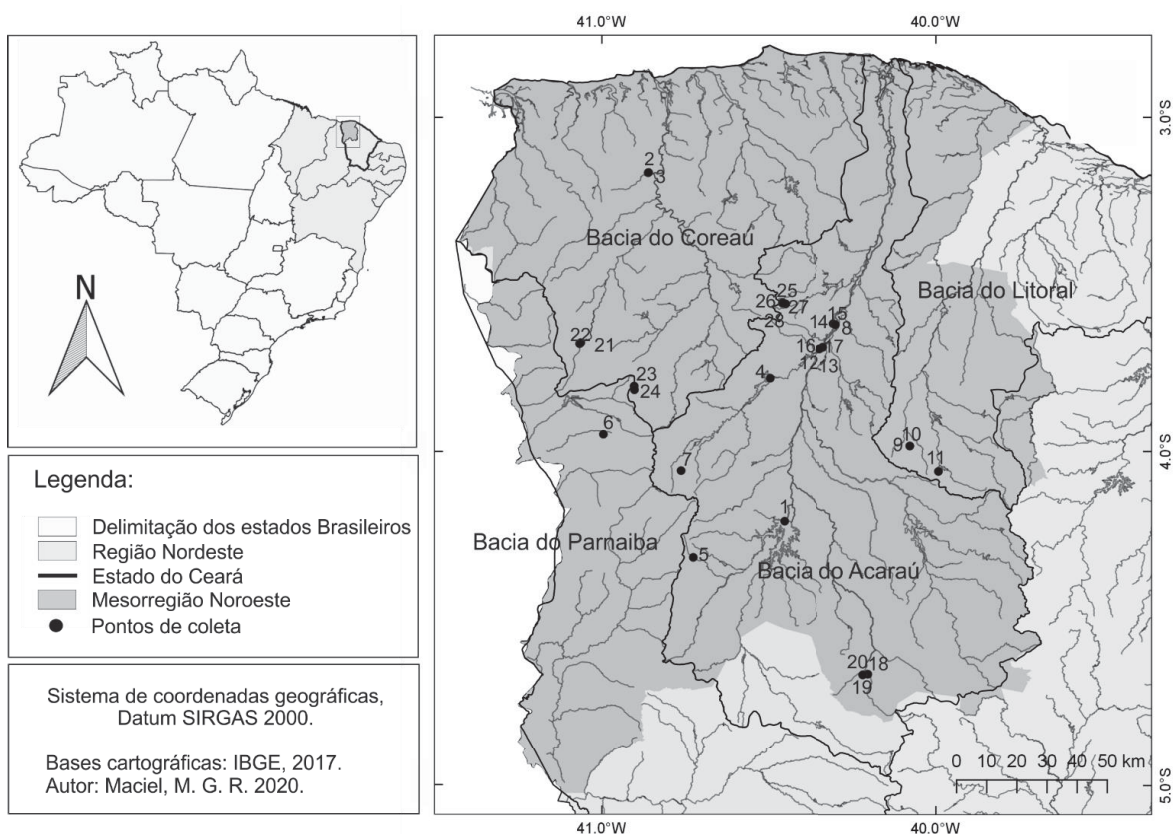 41.0°W
40.0°W
N
Legenda:
Delimitação dos estados Brasileiros
Região Nordeste
Estado do Ceará
Mesorregião Noroeste
Pontos de coleta
Sistema de coordenadas geográficas,
Datum SIRGAS 2000.
Bases cartográficas: IBGE, 2017.
Autor: Maciel, M. G. R. 2020.
3.0°S
2
3
Bacia do Coreaú
Bacia do Litoral
25
26
27
28
15
14
8
22
21
16
17
12
13
23
24
4
6
7
10
9
11
4.0°S
1
Bacia do Parnaiba
5
Bacia do Acaraú
20
18
19
0 10 20 30 40 50 km
5.0°S
41.0°W
40.0°W